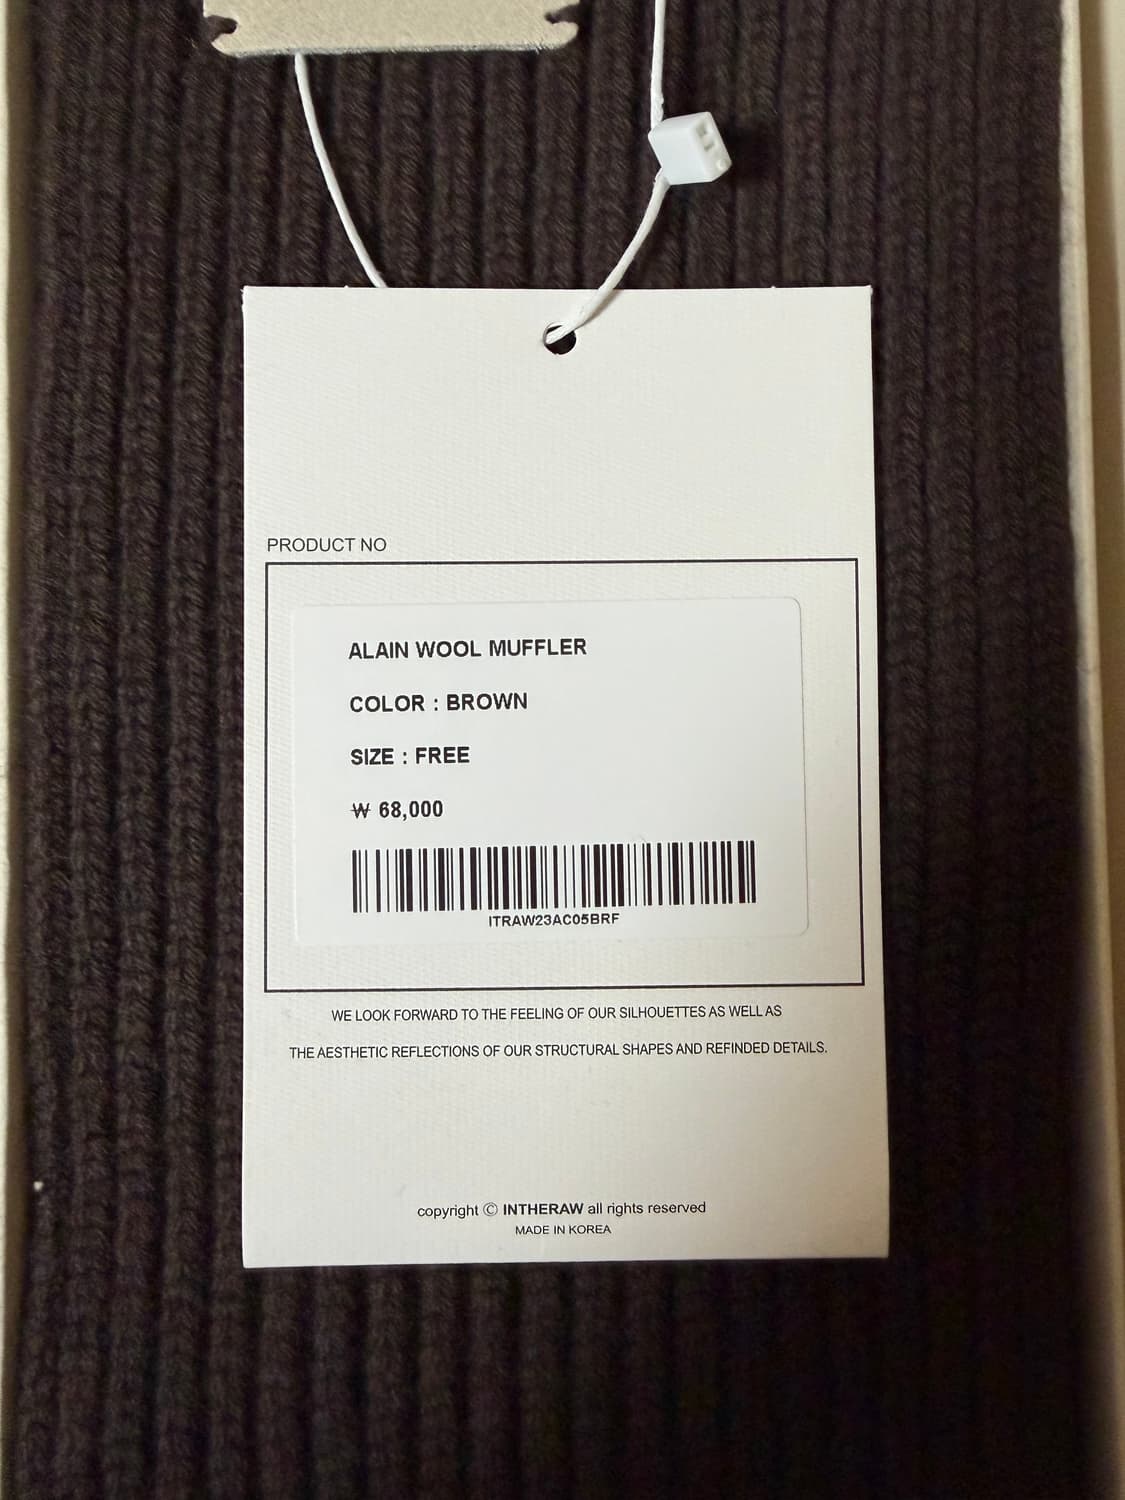 PRODUCT NO
ALAIN WOOL MUFFLER
COLOR : BROWN
SIZE : FREE
₩ 68,000
ITRAW23AC05BRF
WE LOOK FORWARD TO THE FEELING OF OUR SILHOUETTES AS WELL AS
THE AESTHETIC REFLECTIONS OF OUR STRUCTURAL SHAPES AND REFINDED DETAILS.
copyright © INTHERAW all rights reserved
MADE IN KOREA